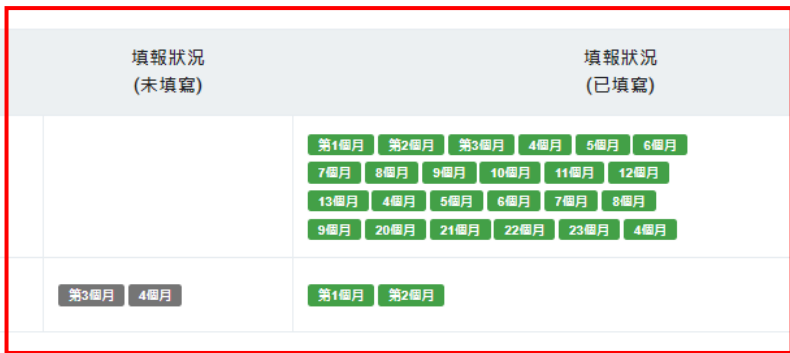 填報狀況
(未填寫)
填報狀況
(已填寫)
第1個月 第2個月 第3個月 4個月 5個月 6個月
7個月 8個月 9個月 10個月 11個月 12個月
13個月 4個月 5個月 6個月 7個月 8個月
9個月 20個月 21個月 22個月 23個月 4個月
第3個月 4個月
第1個月 第2個月